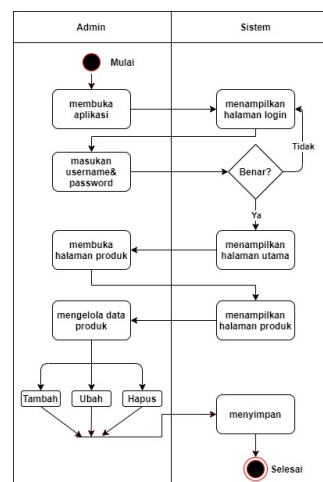 Admin
Sistem
Mulai
membuka
aplikasi
menampilkan
halaman login
Tidak
masukan
username&
password
Benar?
Ya
membuka
halaman produk
menampilkan
halaman utama
mengelola data
produk
menampilkan
halaman produk
Tambah
Ubah
Hapus
menyimpan
Selesai